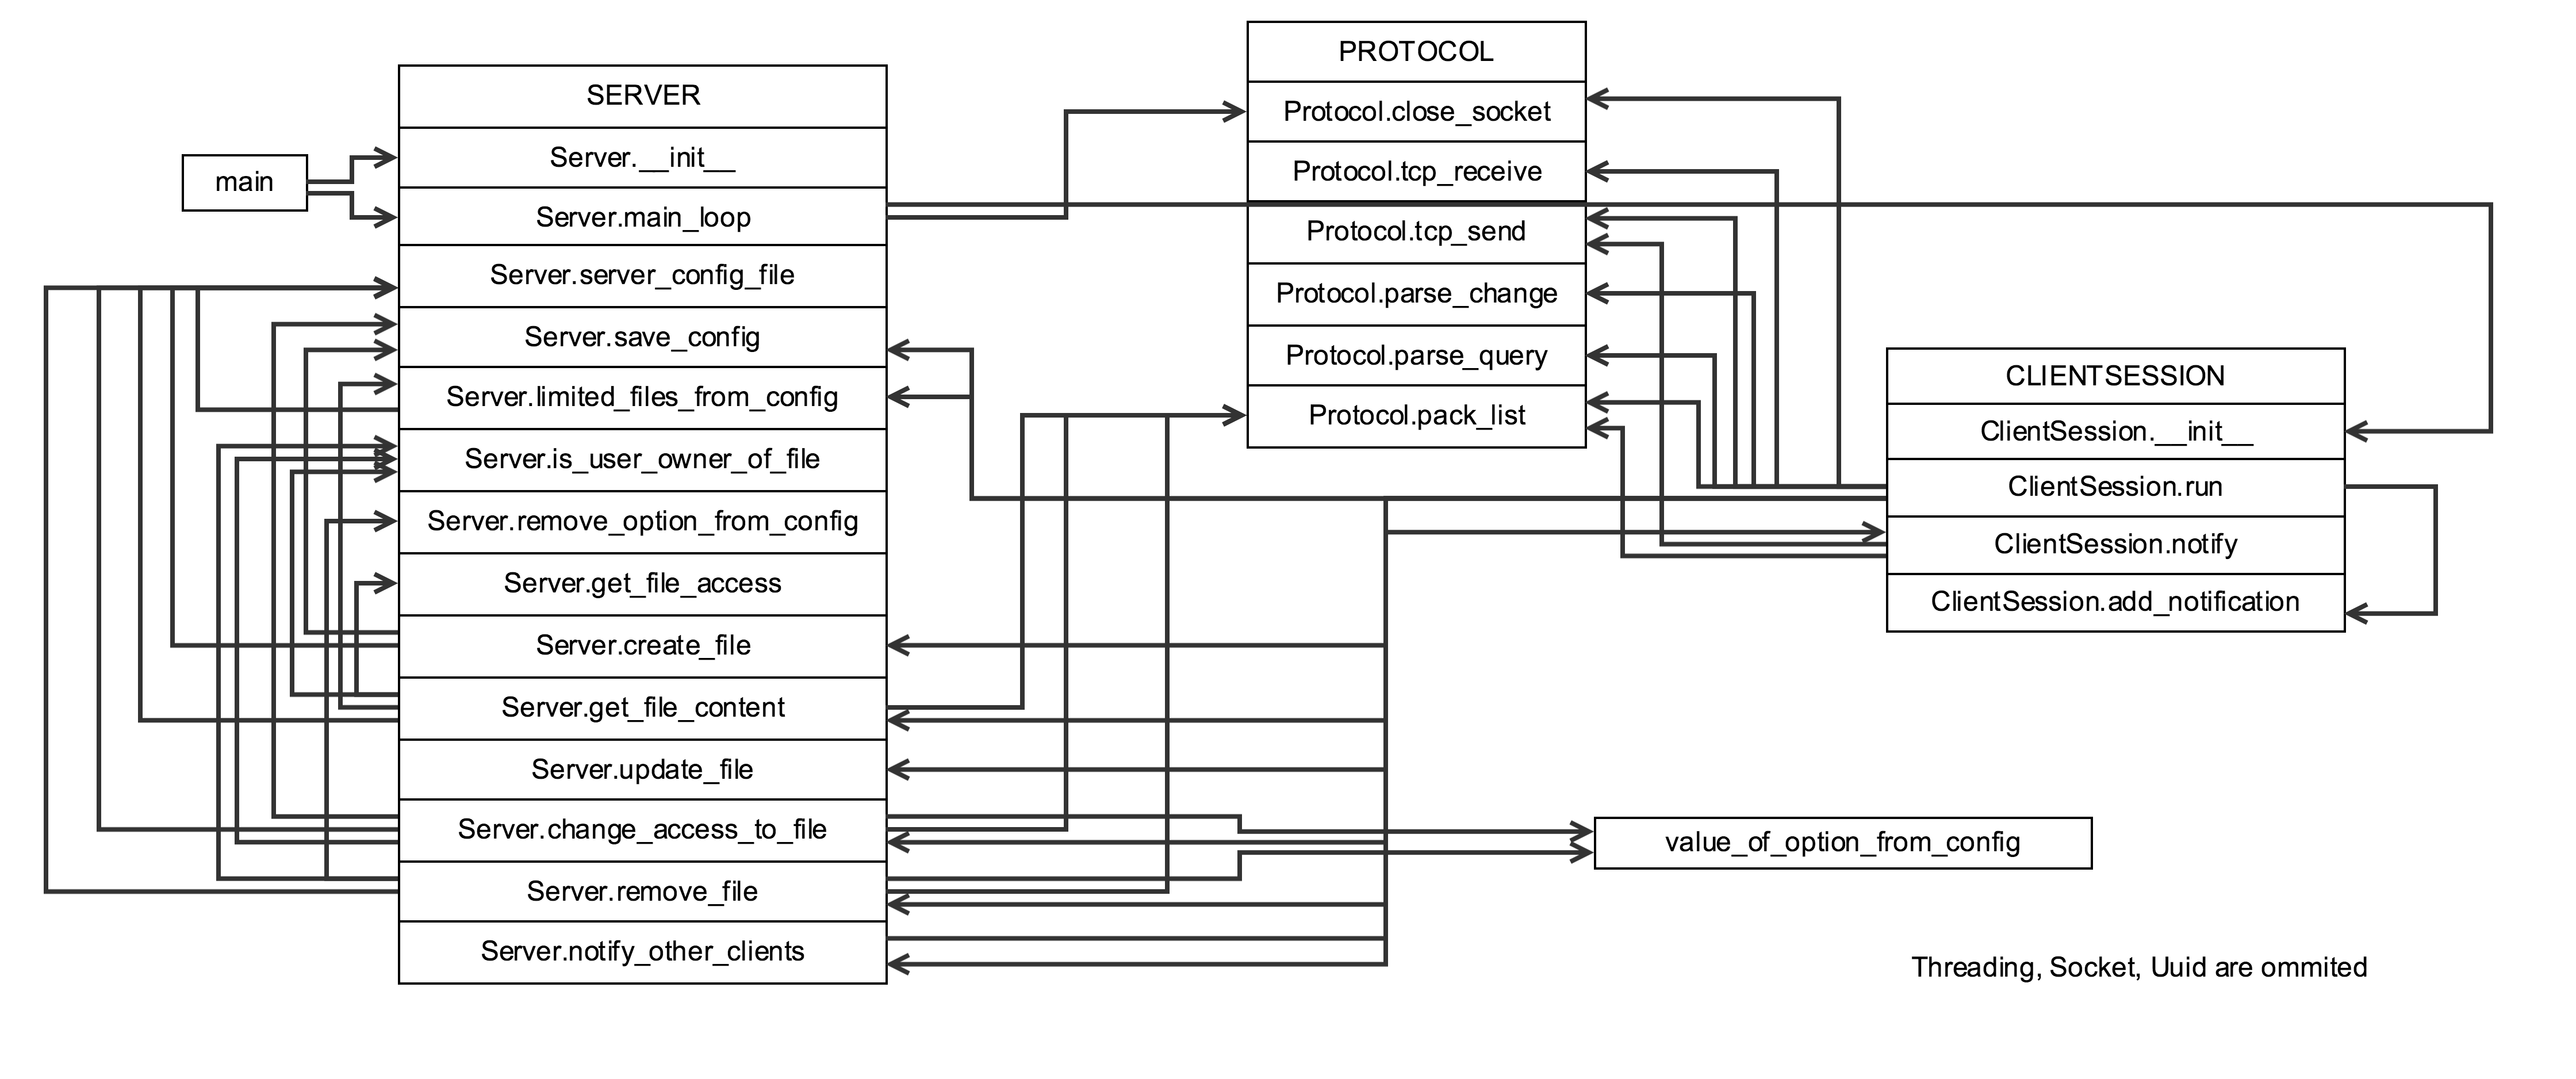 main
SERVER
Server.__init__
Server.main_loop
Server.server_config_file
Server.save_config
Server.limited_files_from_config
Server.is_user_owner_of_file
Server.remove_option_from_config
Server.get_file_access
Server.create_file
Server.get_file_content
Server.update_file
Server.change_access_to_file
Server.remove_file
Server.notify_other_clients
PROTOCOL
Protocol.close_socket
Protocol.tcp_receive
Protocol.tcp_send
Protocol.parse_change
Protocol.parse_query
Protocol.pack_list
CLIENTSESSION
ClientSession.__init__
ClientSession.run
ClientSession.notify
ClientSession.add_notification
value_of_option_from_config
Threading, Socket, Uuid are ommited